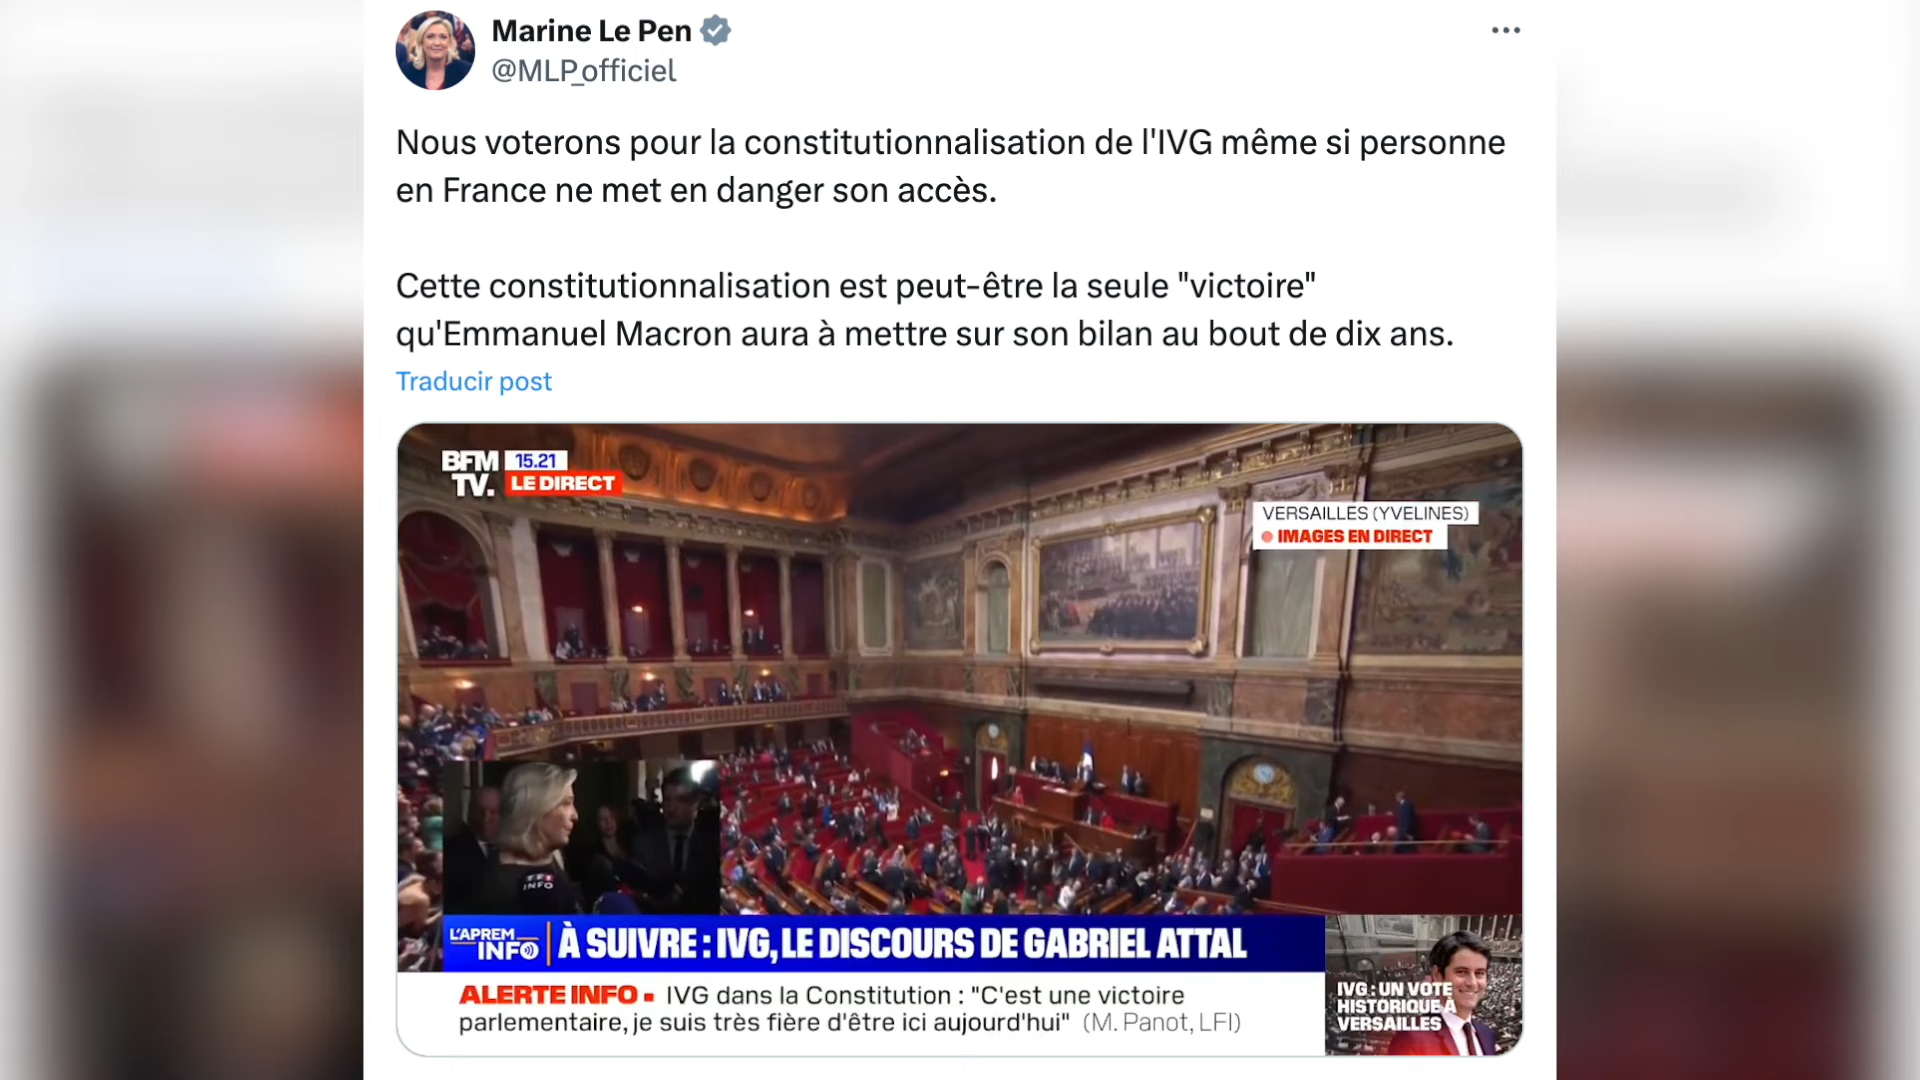 Marine Le Pen
@MLP_officiel
Nous voterons pour la constitutionnalisation de l'IVG même si personne
en France ne met en danger son accès.
Cette constitutionnalisation est peut-être la seule "victoire"
qu'Emmanuel Macron aura à mettre sur son bilan au bout de dix ans.
Traducir post
BFM
TV.
15.21
LE DIRECT
VERSAILLES (YVELINES)
IMAGES EN DIRECT
INFO
L'APREM
INFO
À SUIVRE : IVG, LE DISCOURS DE GABRIEL ATTAL
ALERTE INFO ▪ IVG dans la Constitution : "C'est une victoire
parlementaire, je suis très fière d'être ici aujourd'hui" (M. Panot, LFI)
IVG : UN VOTE
HISTORIQUE À
VERSAILLES